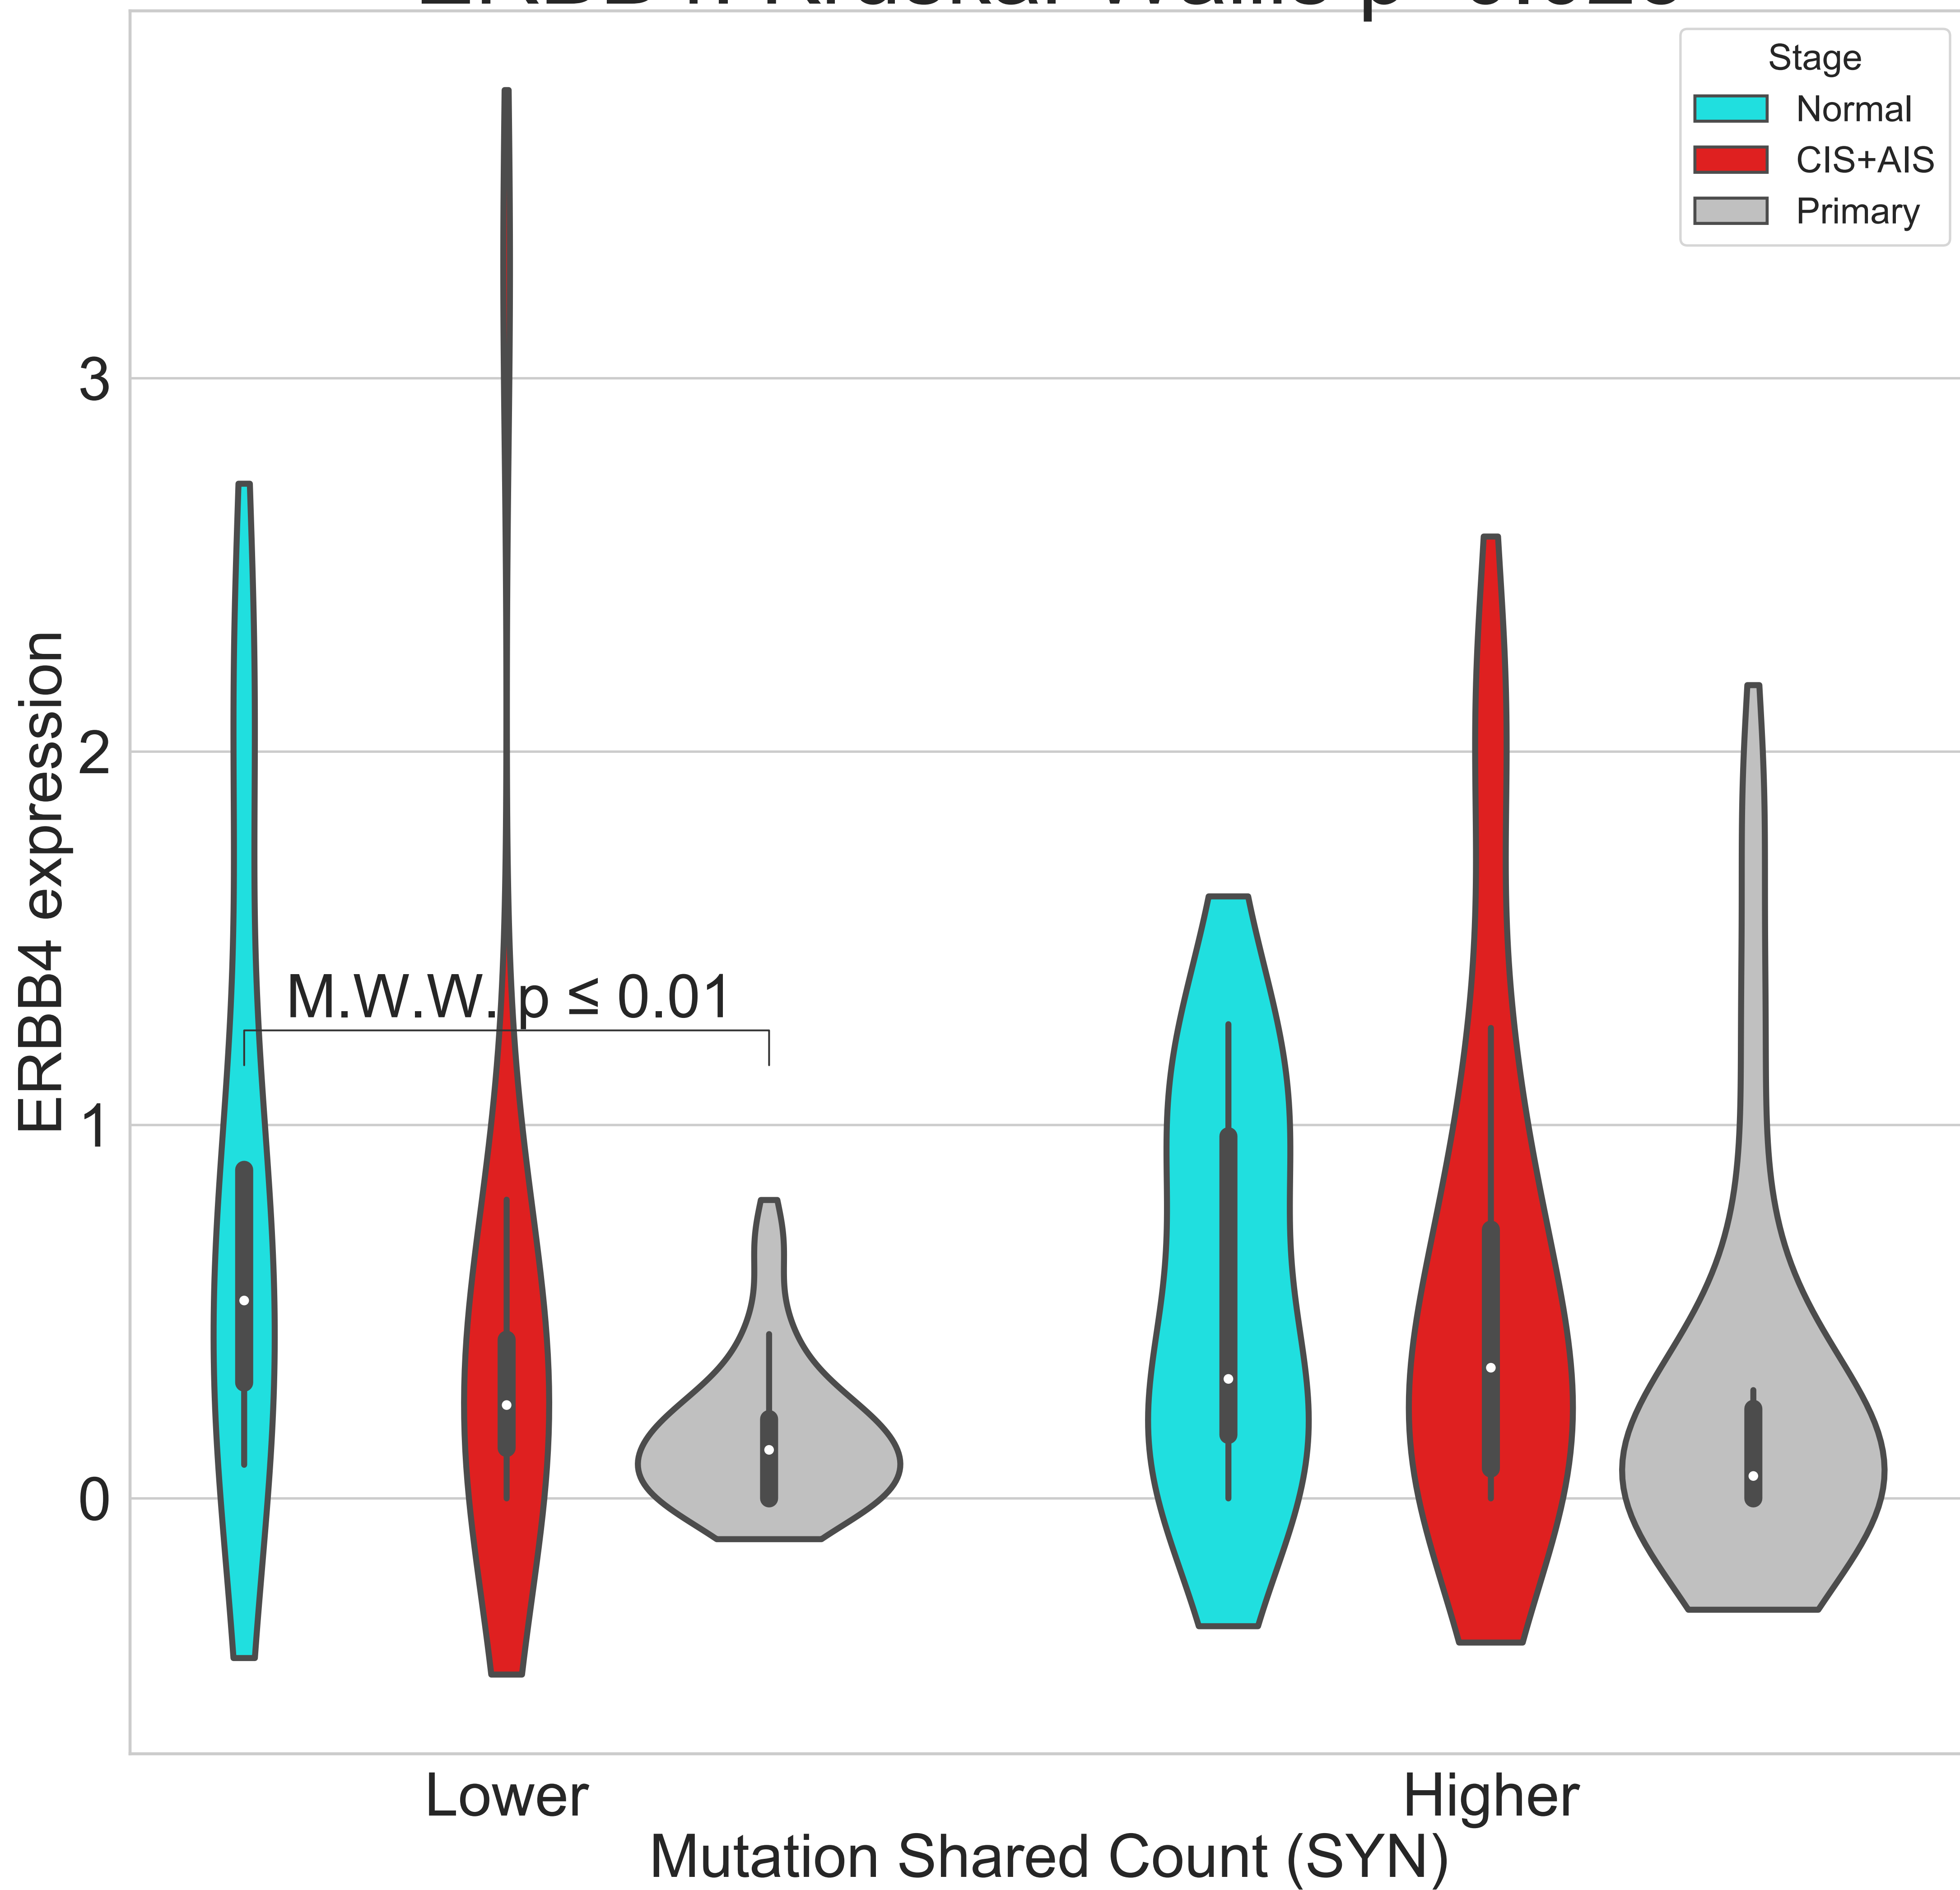 Stage
Normal
CIS+AIS
Primary
3
2
1
0
ERBB4 expression
M.W.W. p ≤ 0.01
Lower
Higher
Mutation Shared Count (SYN)